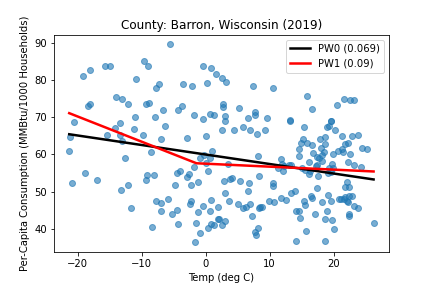 County: Barron, Wisconsin (2019)
PW0 (0.069)
PW1 (0.09)
Per-Capita Consumption (MMBtu/1000 Households)
90
80
70
60
50
40
−20 −10 0 10 20
Temp (deg C)